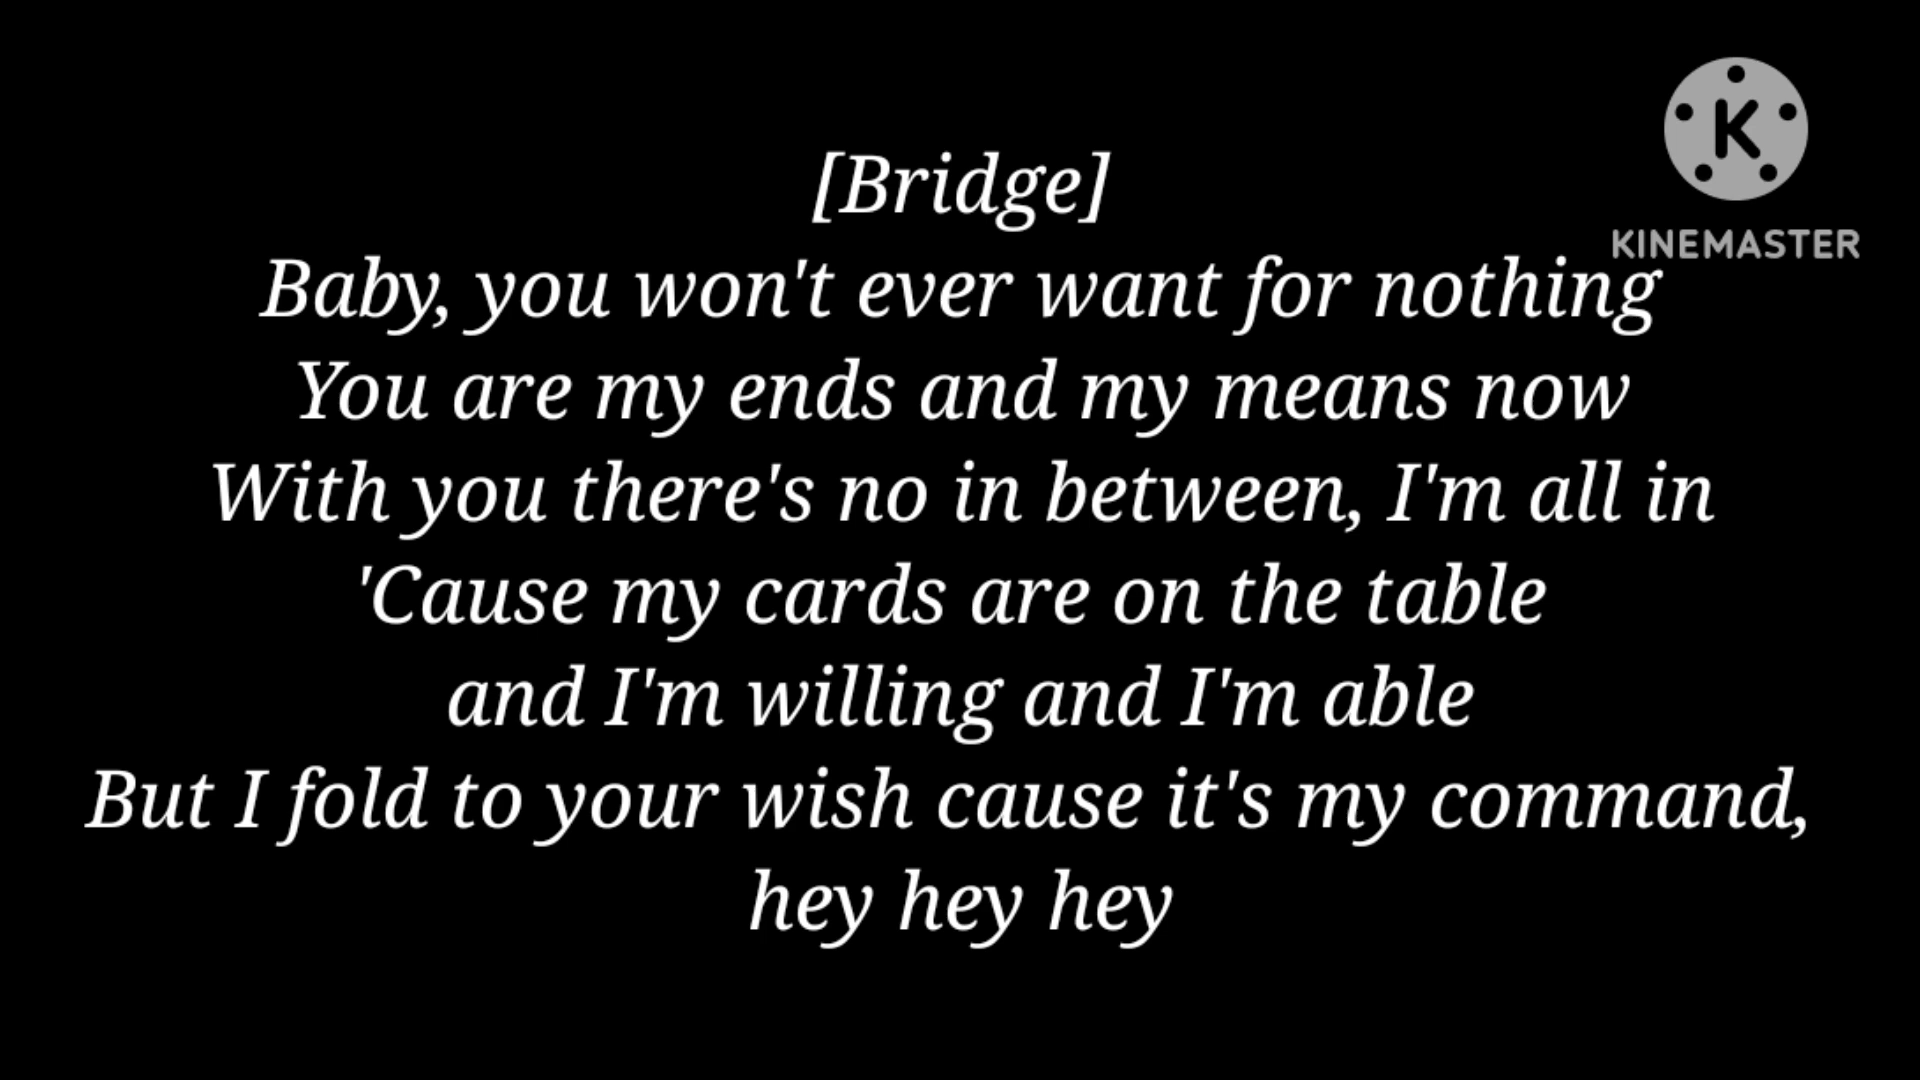 [Bridge]
K
KINEMASTER
Baby, you won't ever want for nothing
You are my ends and my means now
With you there's no in between, I'm all in
'Cause my cards are on the table
and I'm willing and I'm able
But I fold to your wish cause it's my command,
hey hey hey